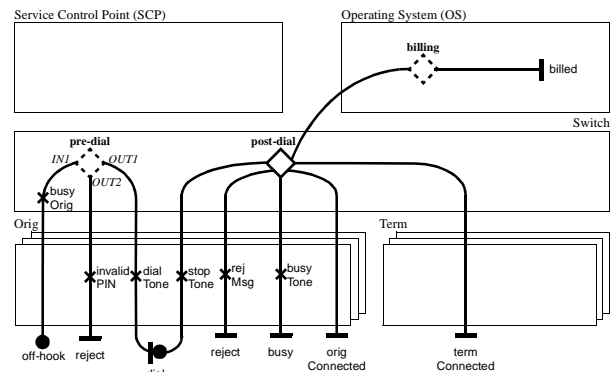 Service Control Point (SCP)
Operating System (OS)
billing
billed
Switch
pre-dial
post-dial
IN1
OUT1
OUT2
busy
Orig
Orig
Term
invalid
PIN
dial
Tone
stop
Tone
rej
Msg
busy
Tone
off-hook
reject
reject
busy
orig
Connected
term
Connected